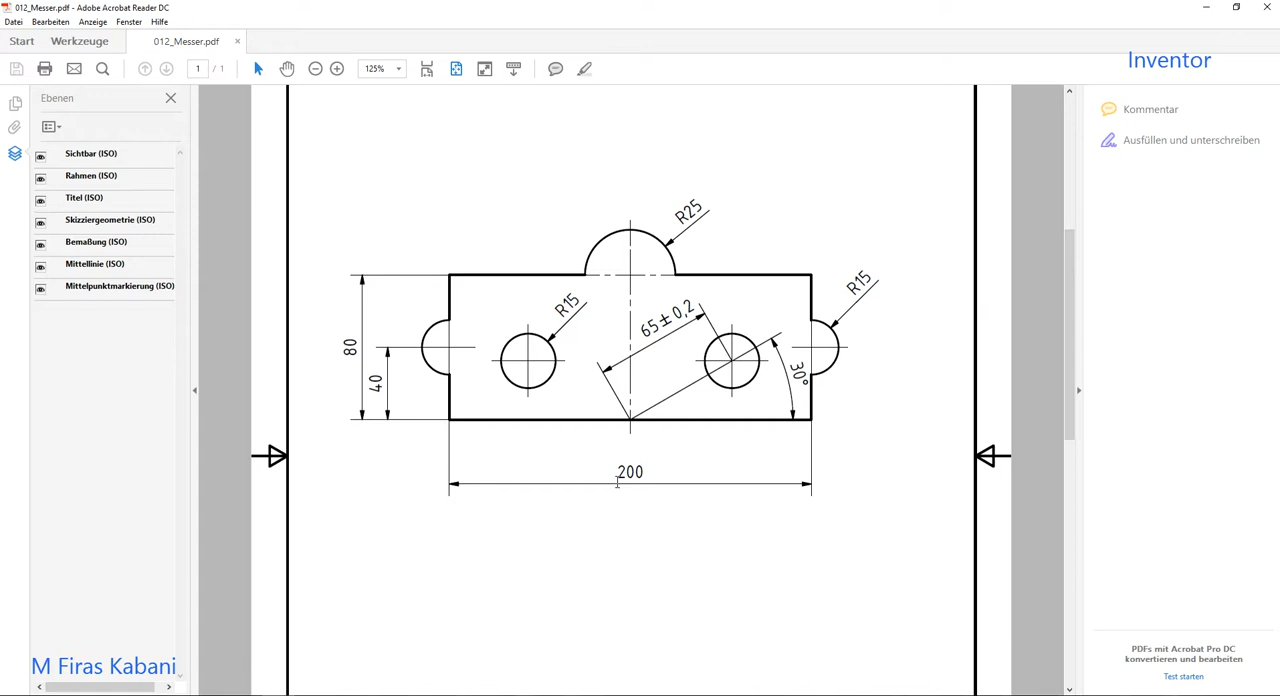 012_Messer.pdf - Adobe Acrobat Reader DC
Datei Bearbeiten Anzeige Fenster Hilfe
Start Werkzeuge 012_Messer.pdf ×
1 / 1 125%
Inventor
Ebenen
Sichtbar (ISO)
Rahmen (ISO)
Titel (ISO)
Skizziergeometrie (ISO)
Bemaßung (ISO)
Mittellinie (ISO)
Mittelpunktmarkierung (ISO)
R25
R15
R15
65±0,2
30°
80
40
200
Kommentar
Ausfüllen und unterschreiben
PDFs mit Acrobat Pro DC
konvertieren und bearbeiten
Test starten
M Firas Kabani